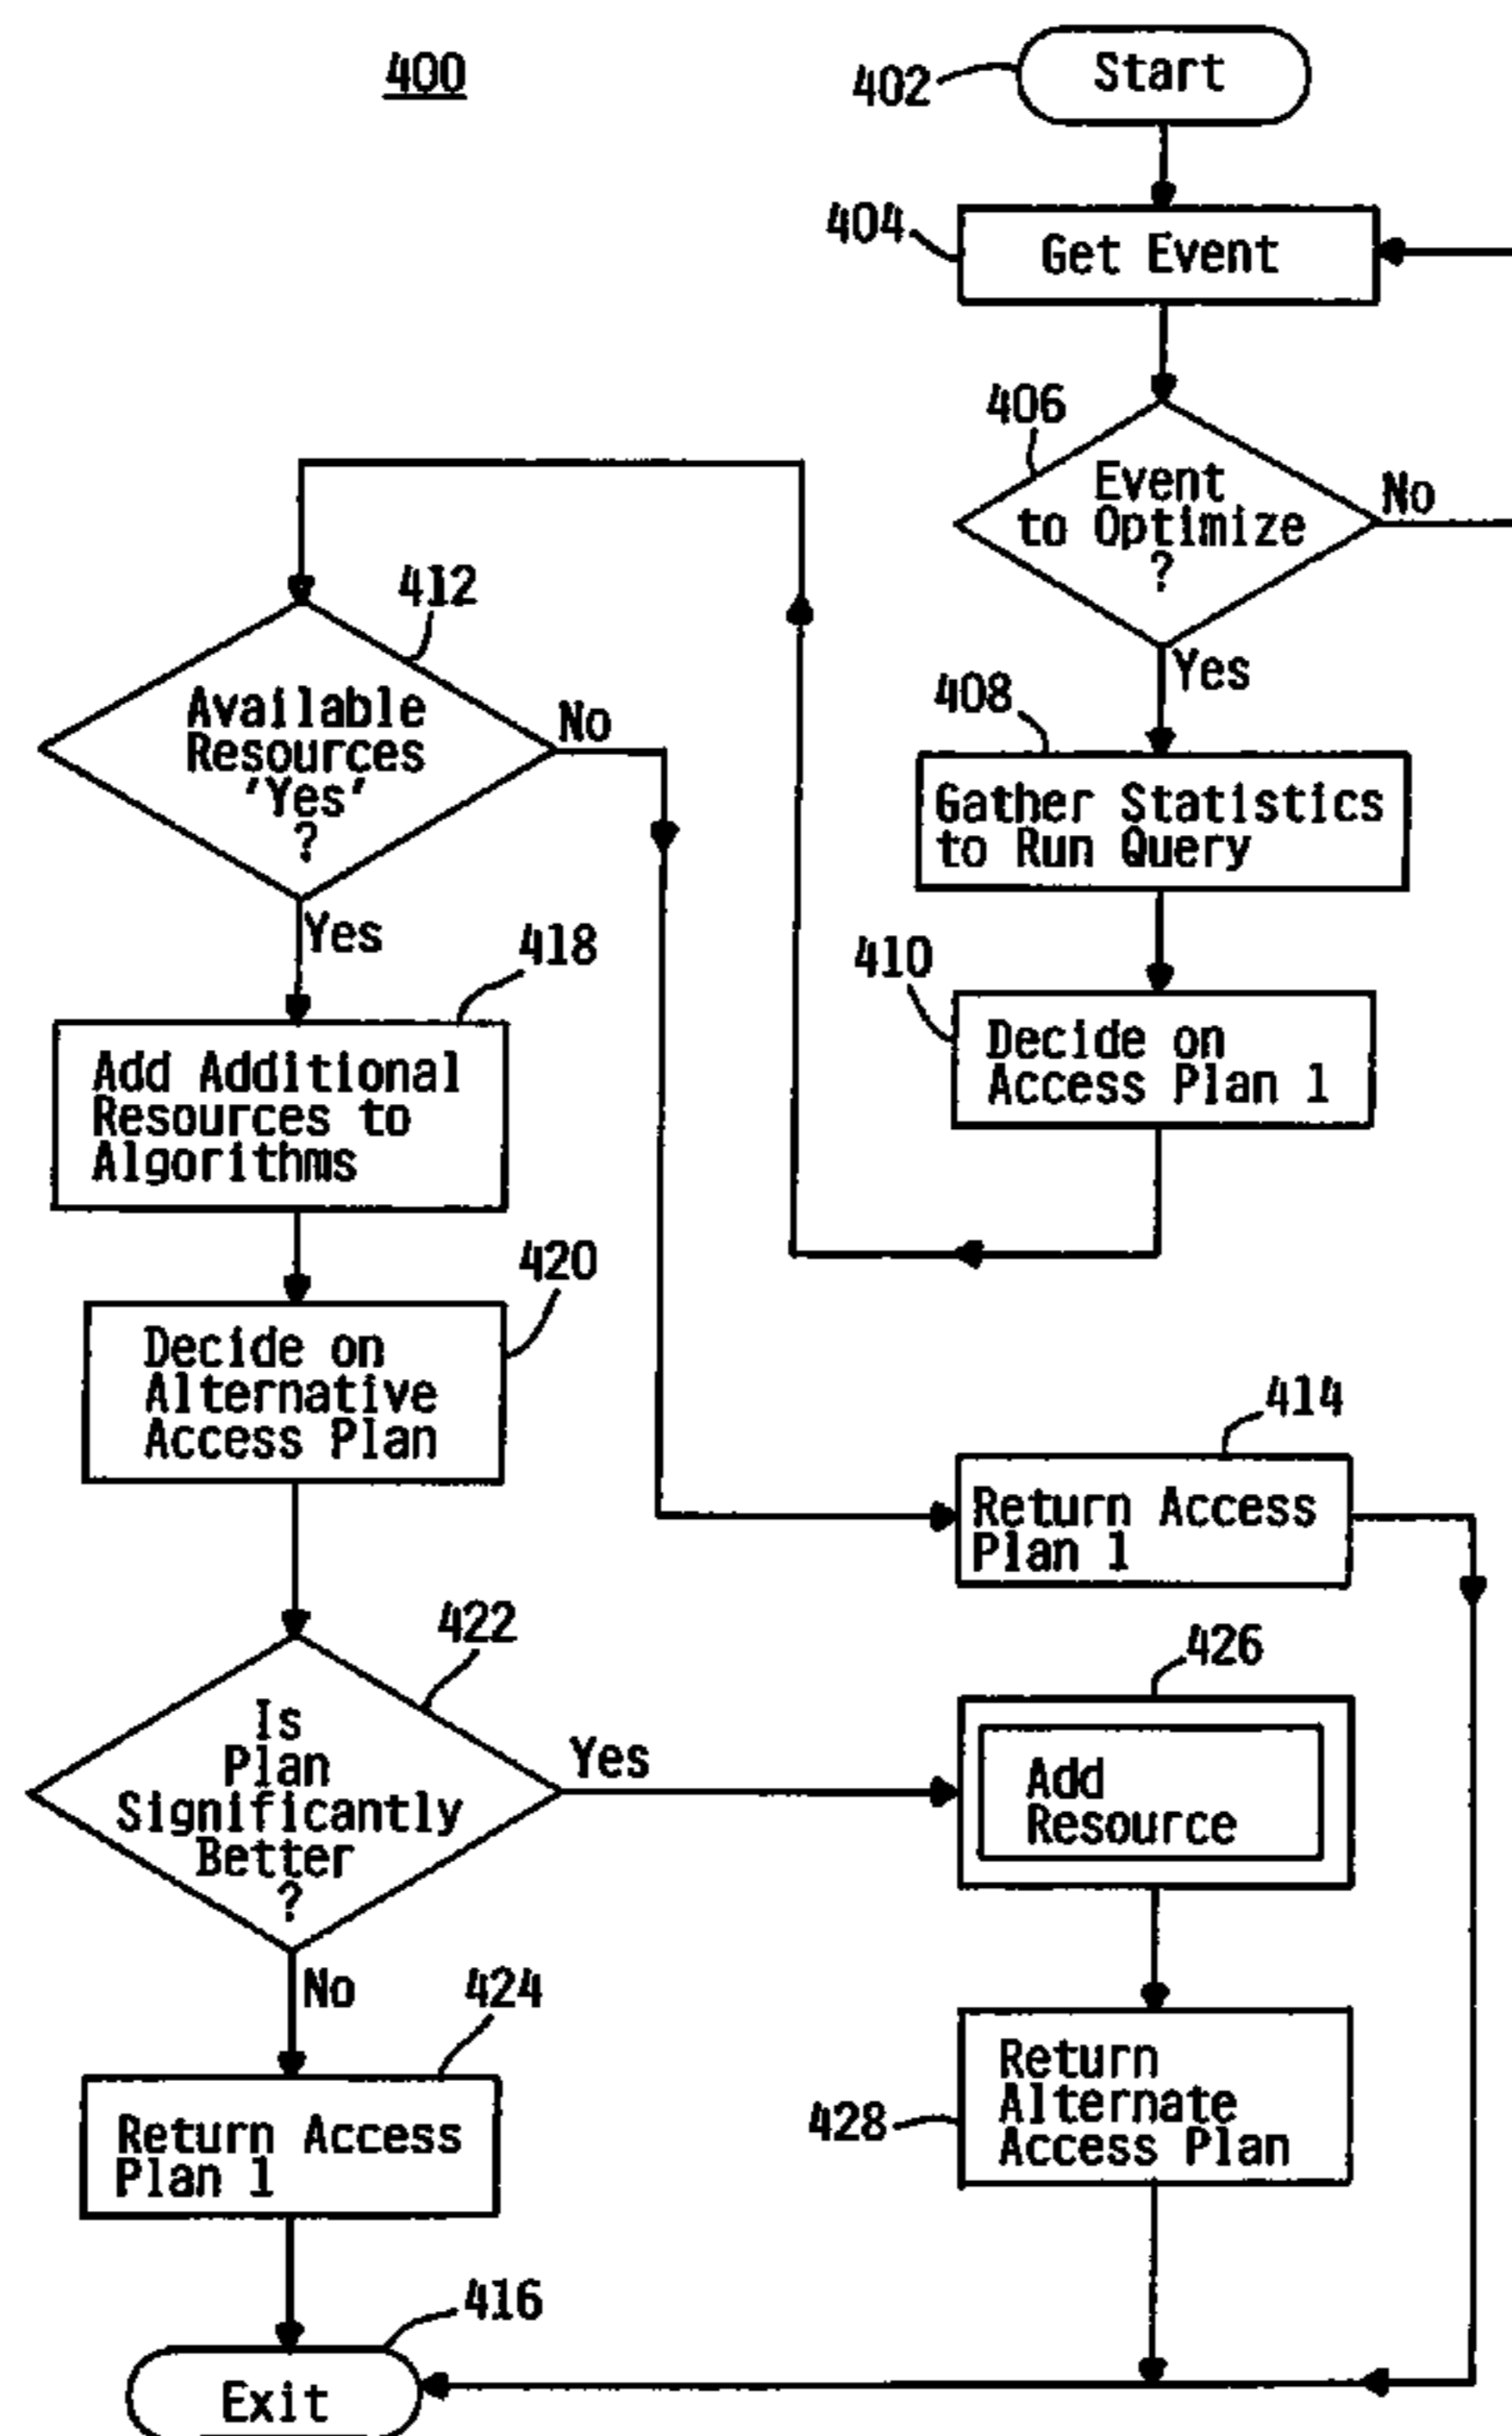 400
402
Start
404
Get Event
406
Event
to Optimize
?
No
Yes
408
Gather Statistics
to Run Query
410
Decide on
Access Plan 1
412
Available
Resources
'Yes'
?
No
Yes
418
Add Additional
Resources to
Algorithms
420
Decide on
Alternative
Access Plan
414
Return Access
Plan 1
422
Is
Plan
Significantly
Better
?
Yes
No
426
Add
Resource
424
Return Access
Plan 1
428
Return
Alternate
Access Plan
416
Exit